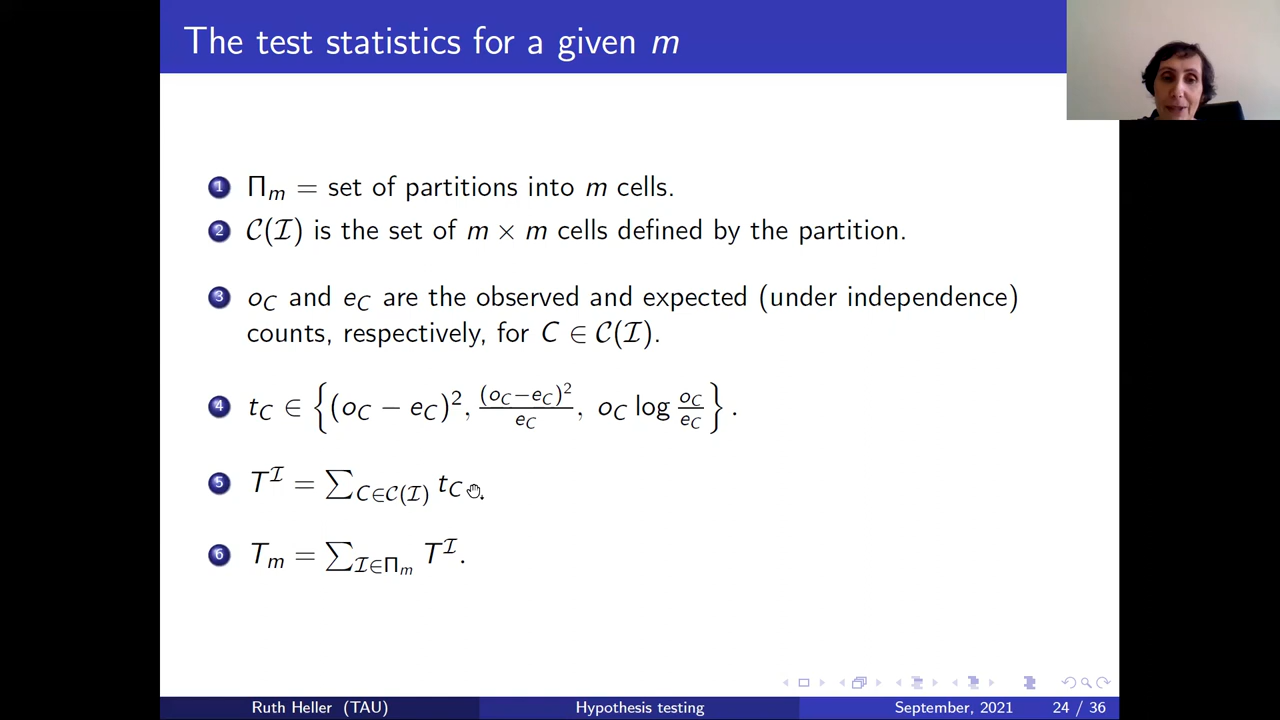 The test statistics for a given m
1 Π_m = set of partitions into m cells.
2 𝒞(ℐ) is the set of m × m cells defined by the partition.
3 o_C and e_C are the observed and expected (under independence)
counts, respectively, for C ∈ 𝒞(ℐ).
4 t_C ∈ { (o_C − e_C)², (o_C−e_C)²/e_C, o_C log o_C/e_C } .
5 T^ℐ = ∑_{C∈𝒞(ℐ)} t_C.
6 T_m = ∑_{ℐ∈Π_m} T^ℐ.
Ruth Heller (TAU) Hypothesis testing September, 2021 24 / 36